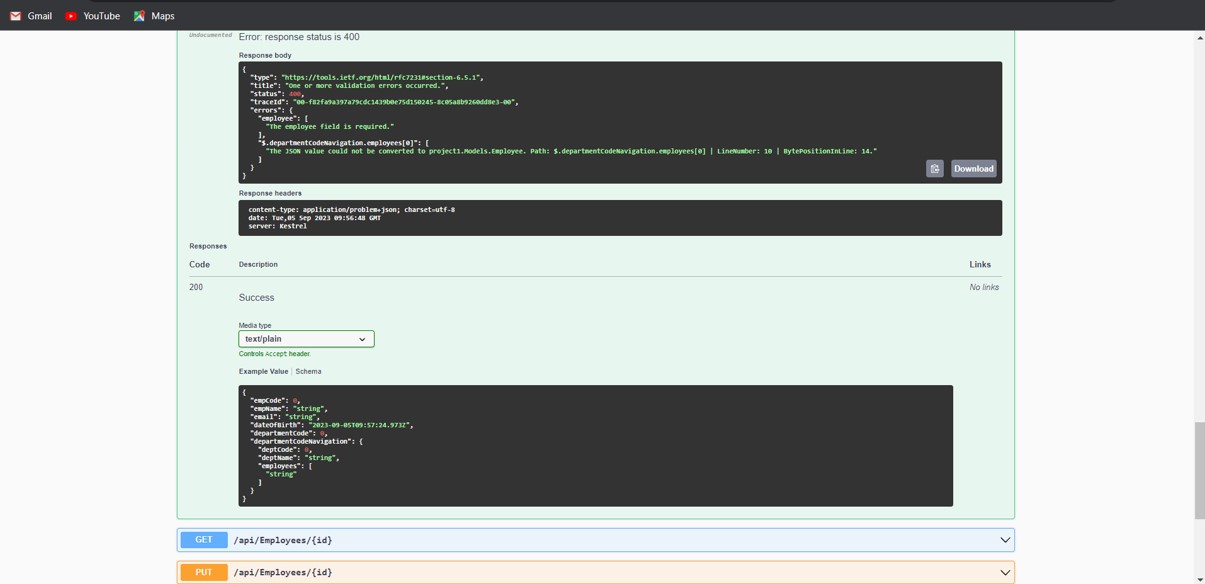 Gmail YouTube Maps
Undocumented Error: response status is 400
Response body
{
"type": "https://tools.ietf.org/html/rfc7231#section-6.5.1",
"title": "One or more validation errors occurred.",
"status": 400,
"traceId": "00-f82fa9a397a79cdc1439b0e75d150245-8c05a8b9260dd8e3-00",
"errors": {
"employee": [
"The employee field is required."
],
"$.departmentCodeNavigation.employees[0]": [
"The JSON value could not be converted to project1.Models.Employee. Path: $.departmentCodeNavigation.employees[0] | LineNumber: 10 | BytePositionInLine: 14."
]
}
}
Download
Response headers
content-type: application/problem+json; charset=utf-8
date: Tue,05 Sep 2023 09:56:48 GMT
server: Kestrel
Responses
Code Description Links
200 No links
Success
Media type
text/plain
Controls Accept header.
Example Value | Schema
{
"empCode": 0,
"empName": "string",
"email": "string",
"dateOfBirth": "2023-09-05T09:57:24.973Z",
"departmentCode": 0,
"departmentCodeNavigation": {
"deptCode": 0,
"deptName": "string",
"employees": [
"string"
]
}
}
GET /api/Employees/{id}
PUT /api/Employees/{id}